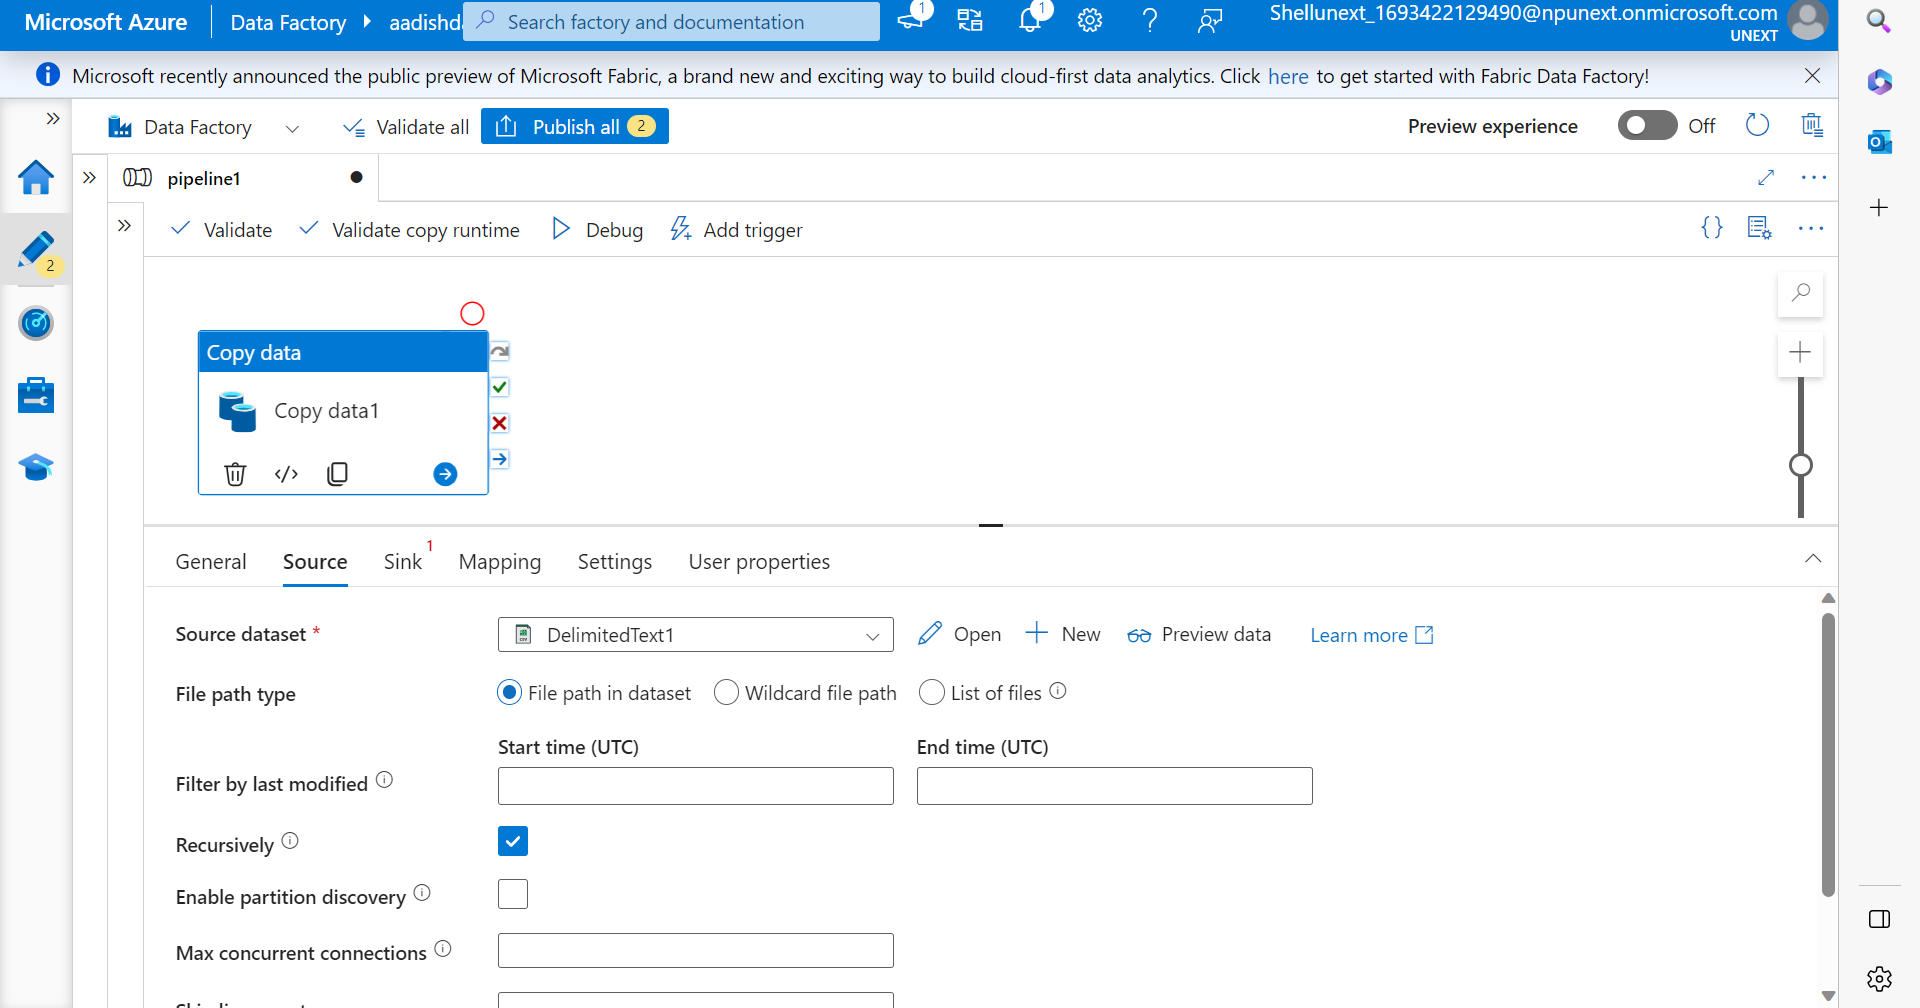 Microsoft Azure
Data Factory
aadishda
Search factory and documentation
1
1
Shellunext_1693422129490@npunext.onmicrosoft.com
UNEXT
Microsoft recently announced the public preview of Microsoft Fabric, a brand new and exciting way to build cloud-first data analytics. Click here to get started with Fabric Data Factory!
Data Factory
Validate all
Publish all 2
Preview experience
Off
pipeline1
2
Validate
Validate copy runtime
Debug
Add trigger
Copy data
Copy data1
General
Source
Sink 1
Mapping
Settings
User properties
Source dataset *
DelimitedText1
Open
New
Preview data
Learn more
File path type
File path in dataset
Wildcard file path
List of files
Start time (UTC)
End time (UTC)
Filter by last modified
Recursively
Enable partition discovery
Max concurrent connections